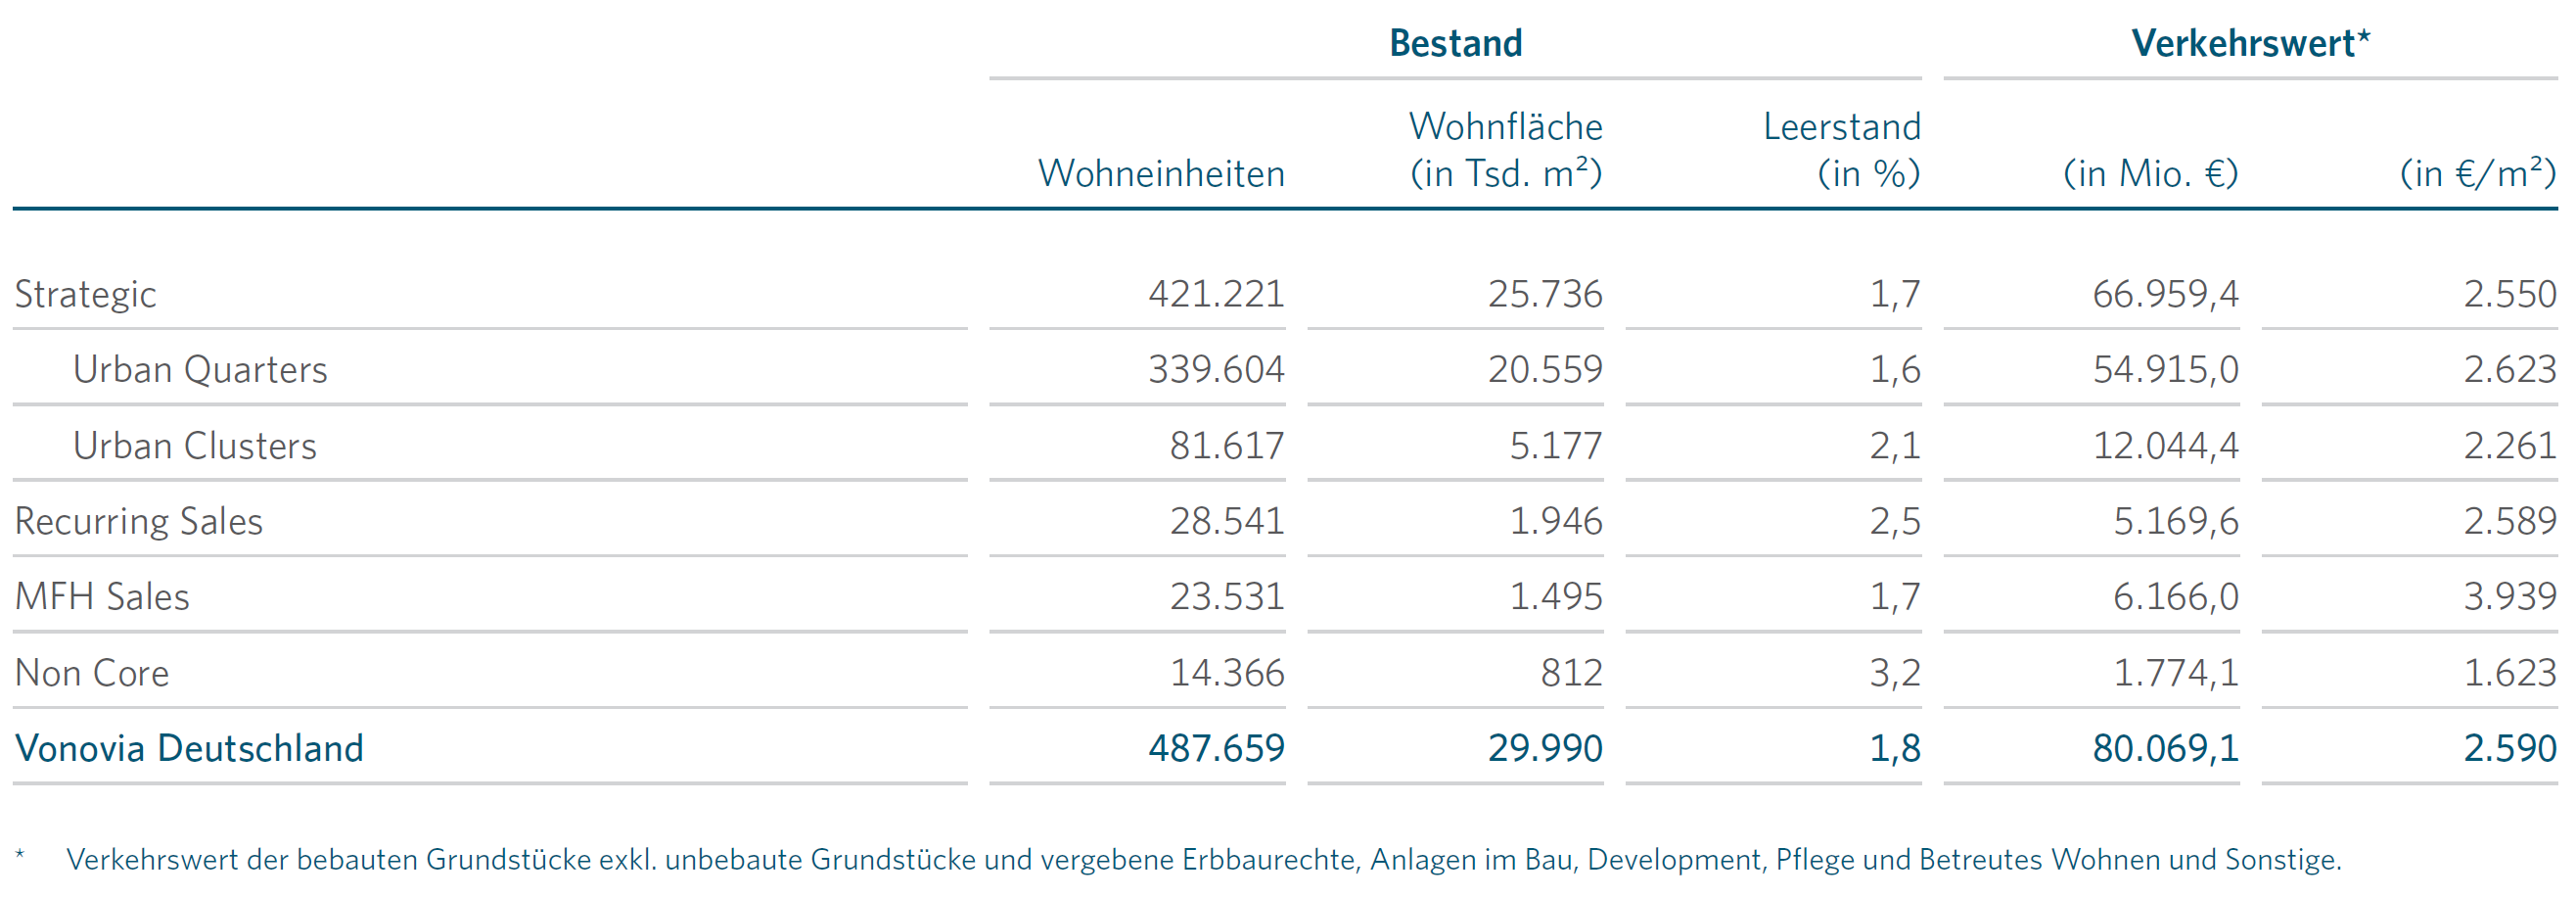 Bestand Verkehrswert*
Wohneinheiten Wohnfläche (in Tsd. m²) Leerstand (in %) (in Mio. €) (in €/m²)
Strategic 421.221 25.736 1,7 66.959,4 2.550
Urban Quarters 339.604 20.559 1,6 54.915,0 2.623
Urban Clusters 81.617 5.177 2,1 12.044,4 2.261
Recurring Sales 28.541 1.946 2,5 5.169,6 2.589
MFH Sales 23.531 1.495 1,7 6.166,0 3.939
Non Core 14.366 812 3,2 1.774,1 1.623
Vonovia Deutschland 487.659 29.990 1,8 80.069,1 2.590
* Verkehrswert der bebauten Grundstücke exkl. unbebaute Grundstücke und vergebene Erbbaurechte, Anlagen im Bau, Development, Pflege und Betreutes Wohnen und Sonstige.